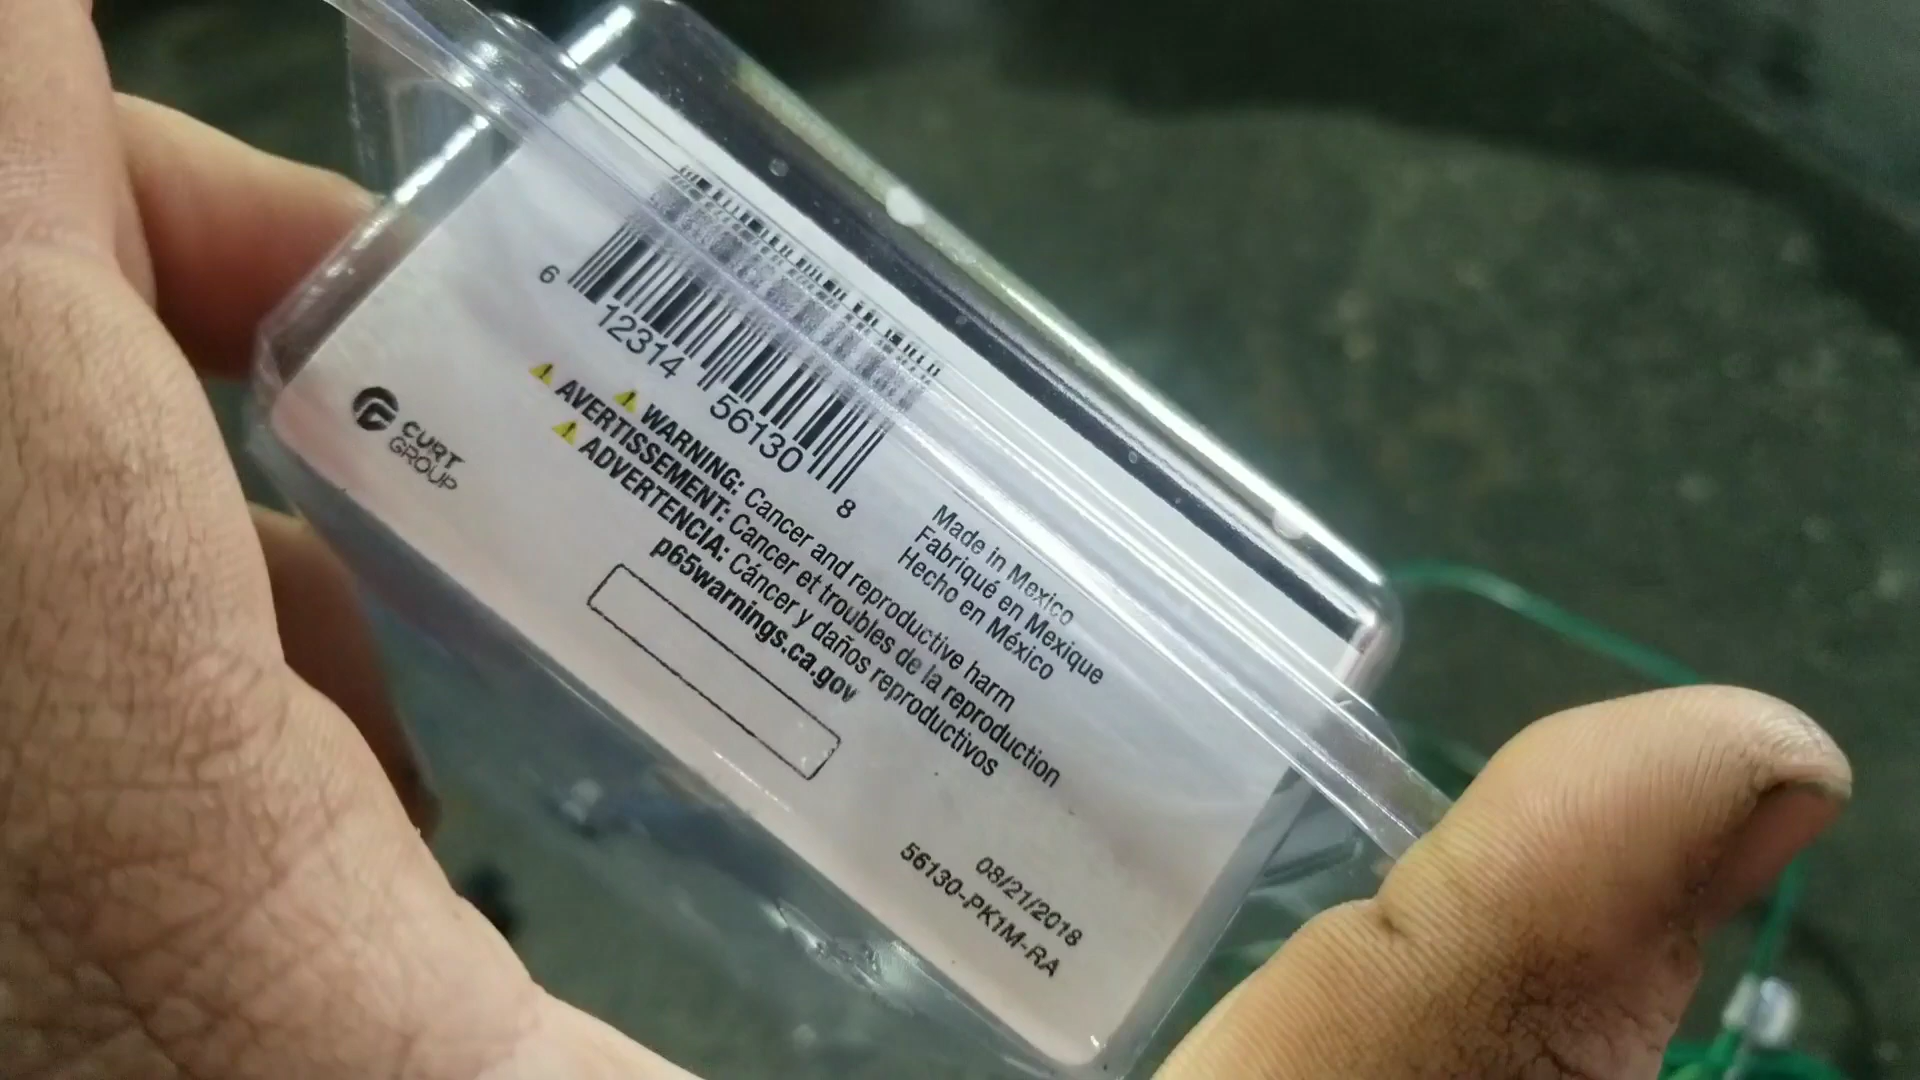 6 12314 56130 8
Made in Mexico
Fabriqué en Mexique
Hecho en México
WARNING: Cancer and reproductive harm
AVERTISSEMENT: Cancer et troubles de la reproduction
ADVERTENCIA: Cáncer y daños reproductivos
p65warnings.ca.gov
CURT
GROUP
08/21/2018
56130-PK1M-RA